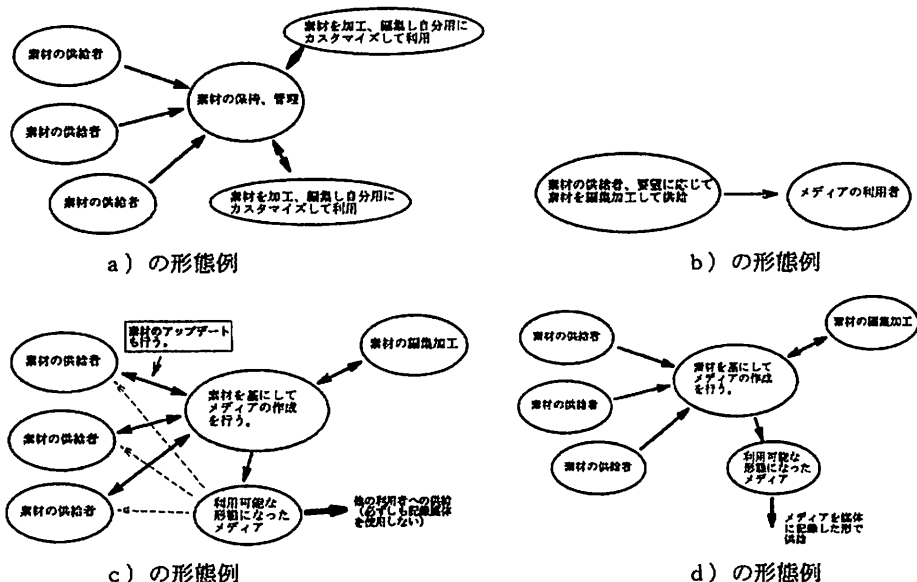 素材の供給者
素材の供給者
素材の供給者
素材の保持、管理
素材を加工、編集し自分用に
カスタマイズして利用
素材を加工、編集し自分用に
カスタマイズして利用
a）の形態例
素材の供給者、要望に応じて
素材を編集加工して供給
メディアの利用者
b）の形態例
素材のアップデート
も行う。
素材の供給者
素材の供給者
素材の供給者
素材を基にして
メディアの作成
を行う。
素材の編集加工
利用可能な
形態になった
メディア
他の利用者への供給
（必ずしも記録媒体
を使用しない）
c）の形態例
素材の供給者
素材の供給者
素材の供給者
素材を基にして
メディアの作成を
行う。
素材の編集加工
利用可能な
形態になった
メディア
メディアを媒体
に記録した形で
供給
d）の形態例